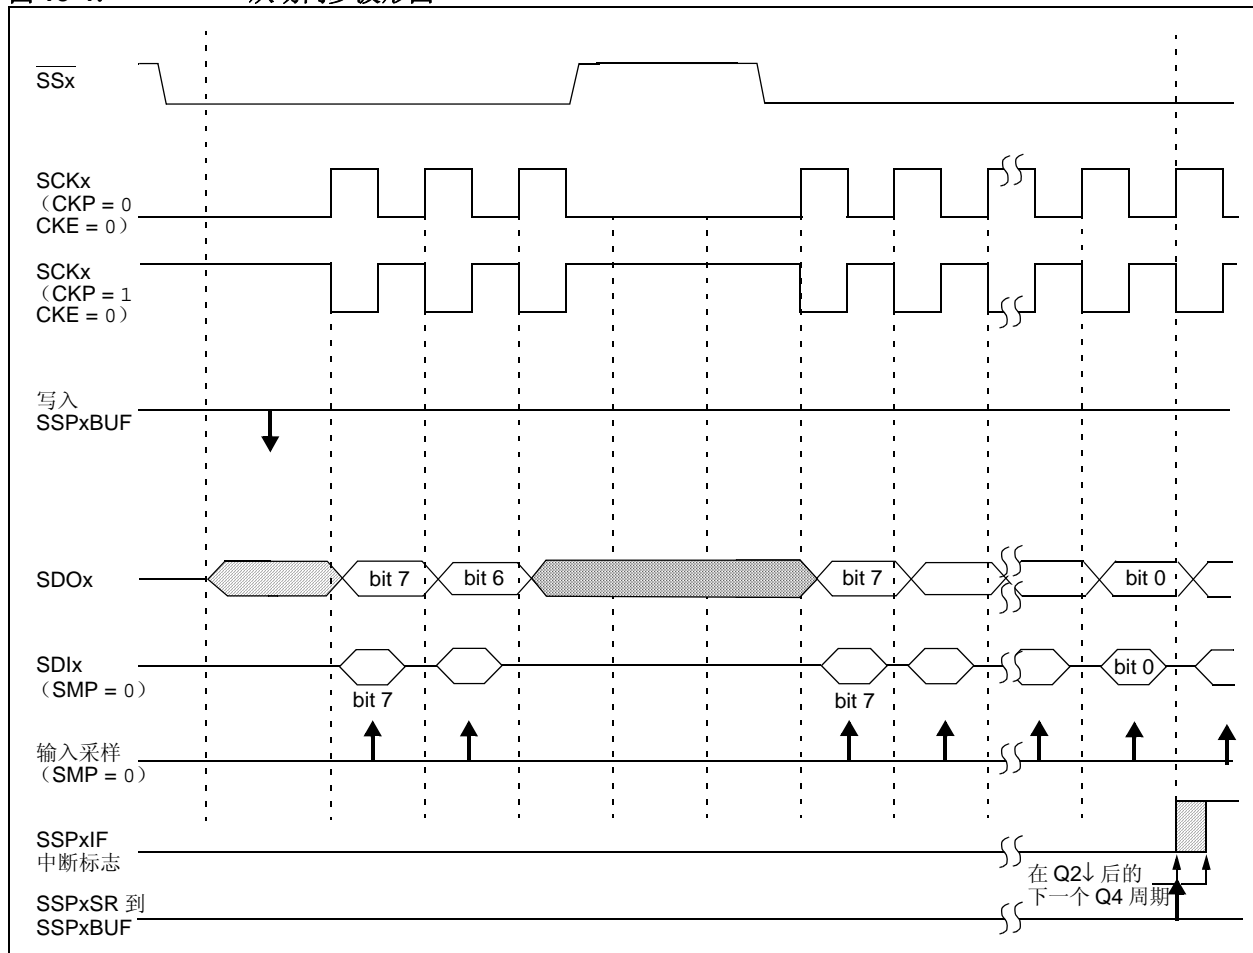 SSx
SCKx
（CKP = 0
CKE = 0）
SCKx
（CKP = 1
CKE = 0）
写入
SSPxBUF
SDOx
bit 7
bit 6
bit 7
bit 0
SDIx
（SMP = 0）
bit 7
bit 7
bit 0
输入采样
（SMP = 0）
SSPxIF
中断标志
在 Q2↓ 后的
下一个 Q4 周期
SSPxSR 到
SSPxBUF